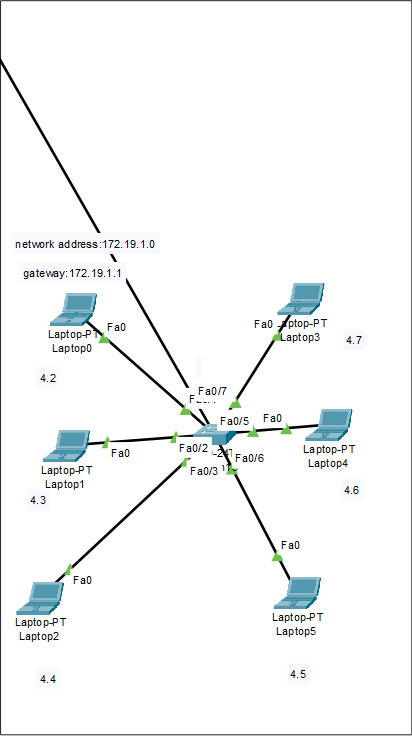 network address:172.19.1.0
gateway:172.19.1.1
Laptop-PT
Laptop0
Fa0
4.2
Fa0
Laptop-PT
Laptop3
4.7
Fa0/7
Fa0/5
Fa0
Laptop-PT
Laptop4
4.6
Fa0/2
Fa0
Laptop-PT
Laptop1
4.3
Fa0/3
Fa0/6
Fa0
Laptop-PT
Laptop2
4.4
Fa0
Laptop-PT
Laptop5
4.5